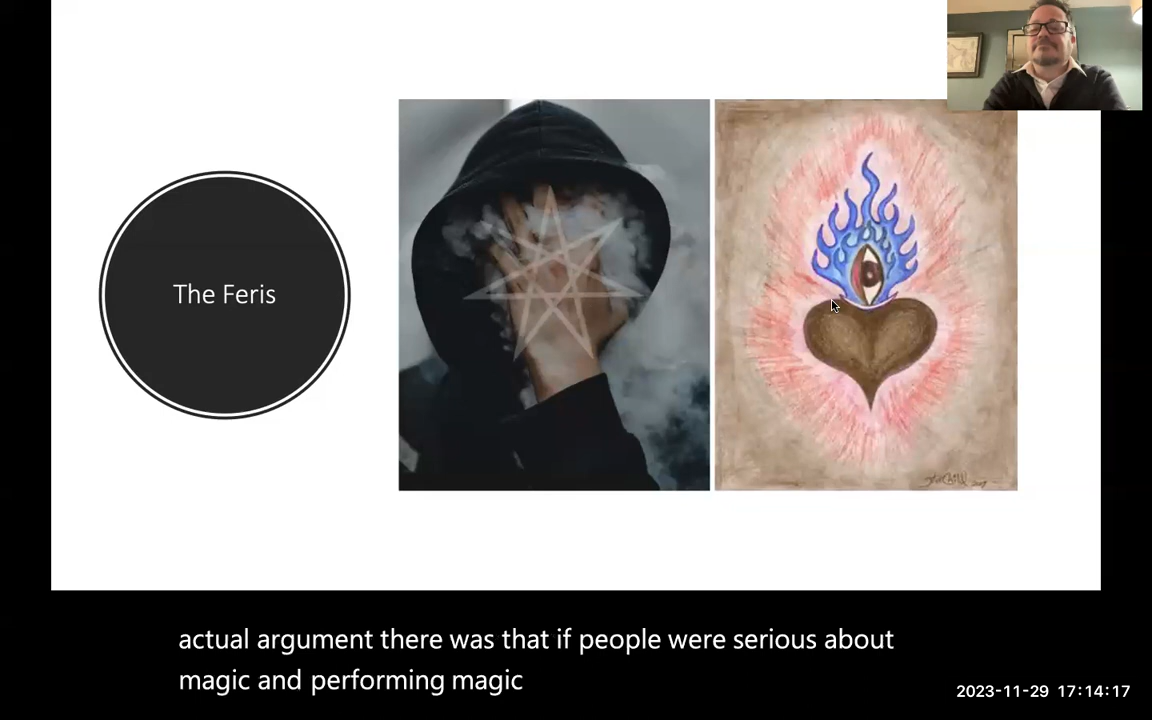 The Feris
actual argument there was that if people were serious about
magic and performing magic
2023-11-29 17:14:17